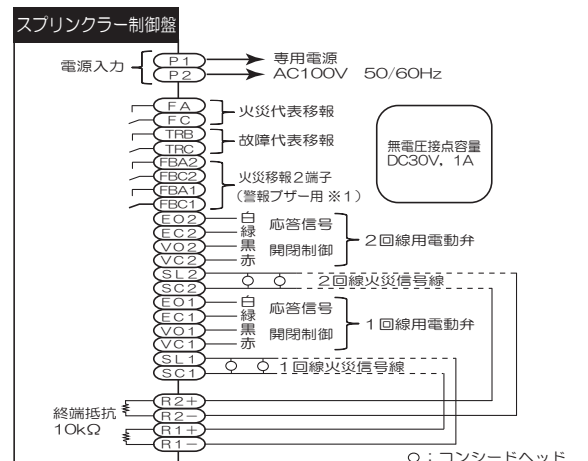 スプリンクラー制御盤
電源入力
P1
専用電源
P2
AC100V 50/60Hz
FA
FC
火災代表移報
TRB
TRC
故障代表移報
FBA2
FBC2
FBA1
FBC1
火災移報2端子
(警報ブザー用 ※1)
無電圧接点容量
DC30V, 1A
EO2 白
EC2 緑
応答信号
VO2 黒
VC2 赤
開閉制御
2回線用電動弁
SL2
SC2
2回線火災信号線
EO1 白
EC1 緑
応答信号
VO1 黒
VC1 赤
開閉制御
1回線用電動弁
SL1
SC1
1回線火災信号線
終端抵抗
10kΩ
R2+
R2−
R1+
R1−
○:コンシードヘッド